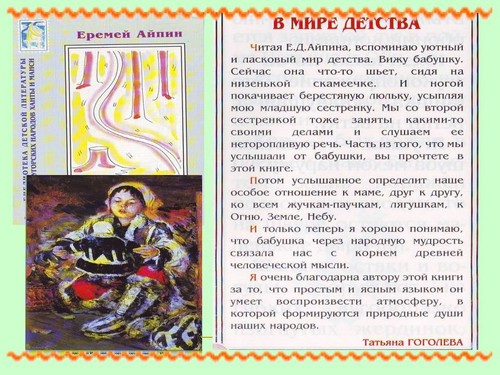 Еремей Айпин
БИБЛИОТЕКА ДЕТСКОЙ ЛИТЕРАТУРЫ
УГОРСКИХ НАРОДОВ ХАНТЫ И МАНСИ
В МИРЕ ДЕТСТВА
Читая Е.Д.Айпина, вспоминаю уютный
и ласковый мир детства. Вижу бабушку.
Сейчас она что-то шьет, сидя на
низенькой скамеечке. И ногой
покачивает берестяную люльку, усыпляя
мою младшую сестренку. Мы со второй
сестренкой тоже заняты какими-то
своими делами и слушаем ее
неторопливую речь. Часть из того, что мы
услышали от бабушки, вы прочтете в
этой книге.
Потом услышанное определит наше
особое отношение к маме, друг к другу,
ко всем жучкам-паучкам, лягушкам, к
Огню, Земле, Небу.
И только теперь я хорошо понимаю,
что бабушка через народную мудрость
связала нас с корнем древней
человеческой мысли.
Я очень благодарна автору этой книги
за то, что простым и ясным языком он
умеет воспроизвести атмосферу, в
которой формируются природные души
наших народов.
Татьяна ГОГОЛЕВА